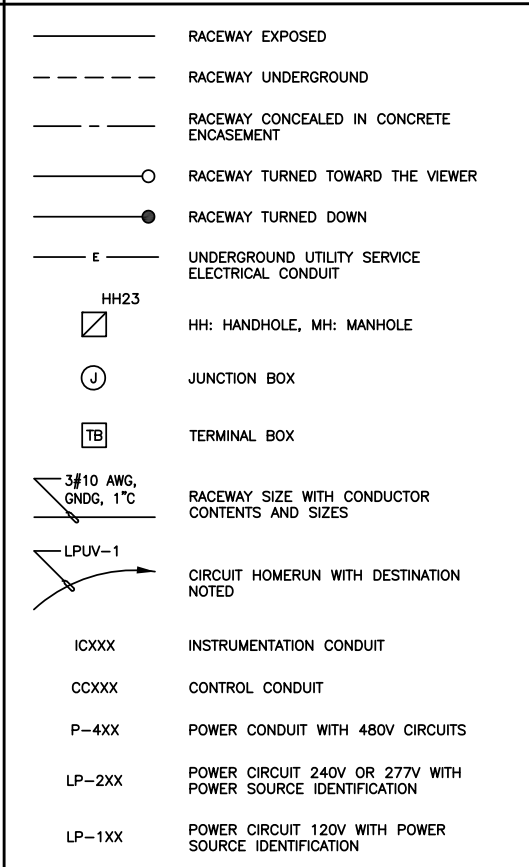 RACEWAY EXPOSED
RACEWAY UNDERGROUND
RACEWAY CONCEALED IN CONCRETE
ENCASEMENT
RACEWAY TURNED TOWARD THE VIEWER
RACEWAY TURNED DOWN
E
UNDERGROUND UTILITY SERVICE
ELECTRICAL CONDUIT
HH23
HH: HANDHOLE, MH: MANHOLE
J
JUNCTION BOX
TB
TERMINAL BOX
3#10 AWG,
GNDG, 1"C
RACEWAY SIZE WITH CONDUCTOR
CONTENTS AND SIZES
LPUV-1
CIRCUIT HOMERUN WITH DESTINATION
NOTED
ICXXX
INSTRUMENTATION CONDUIT
CCXXX
CONTROL CONDUIT
P-4XX
POWER CONDUIT WITH 480V CIRCUITS
LP-2XX
POWER CIRCUIT 240V OR 277V WITH
POWER SOURCE IDENTIFICATION
LP-1XX
POWER CIRCUIT 120V WITH POWER
SOURCE IDENTIFICATION